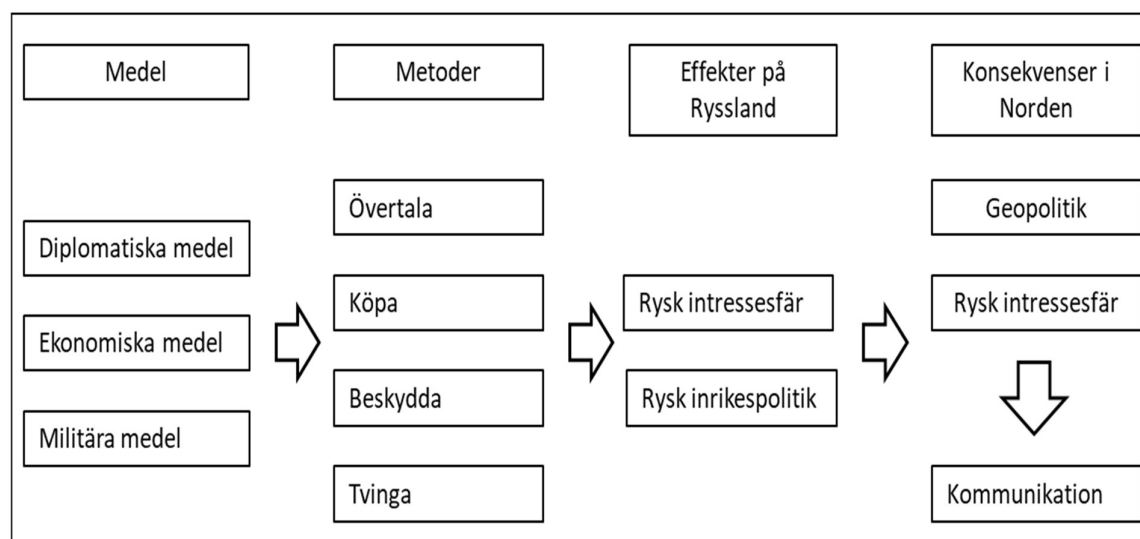 Medel
Metoder
Effekter på
Ryssland
Konsekvenser i
Norden
Diplomatiska medel
Ekonomiska medel
Militära medel
Övertala
Köpa
Beskydda
Tvinga
Rysk intressesfär
Rysk inrikespolitik
Geopolitik
Rysk intressesfär
Kommunikation